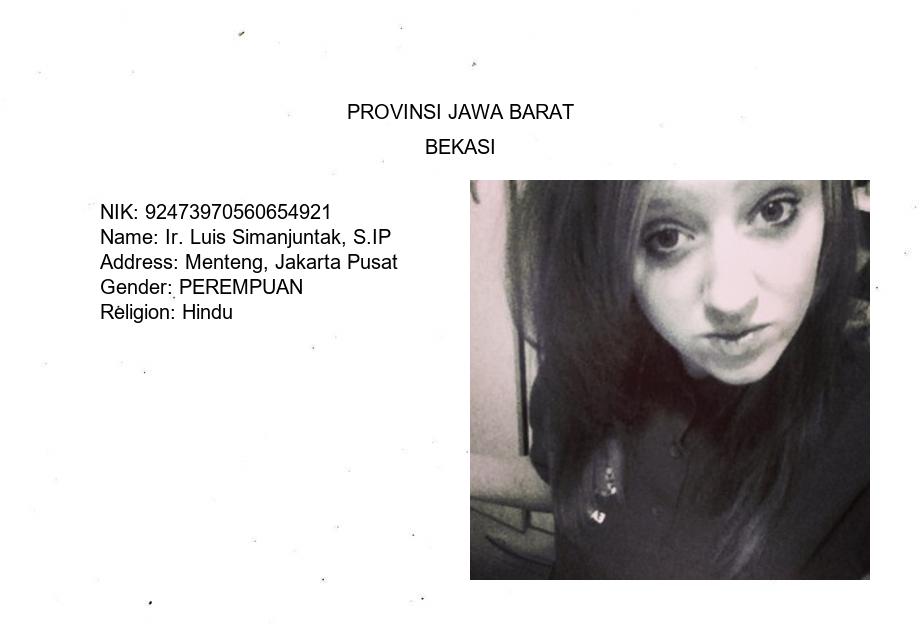 PROVINSI JAWA BARAT
BEKASI
NIK: 92473970560654921
Name: Ir. Luis Simanjuntak, S.IP
Address: Menteng, Jakarta Pusat
Gender: PEREMPUAN
Religion: Hindu